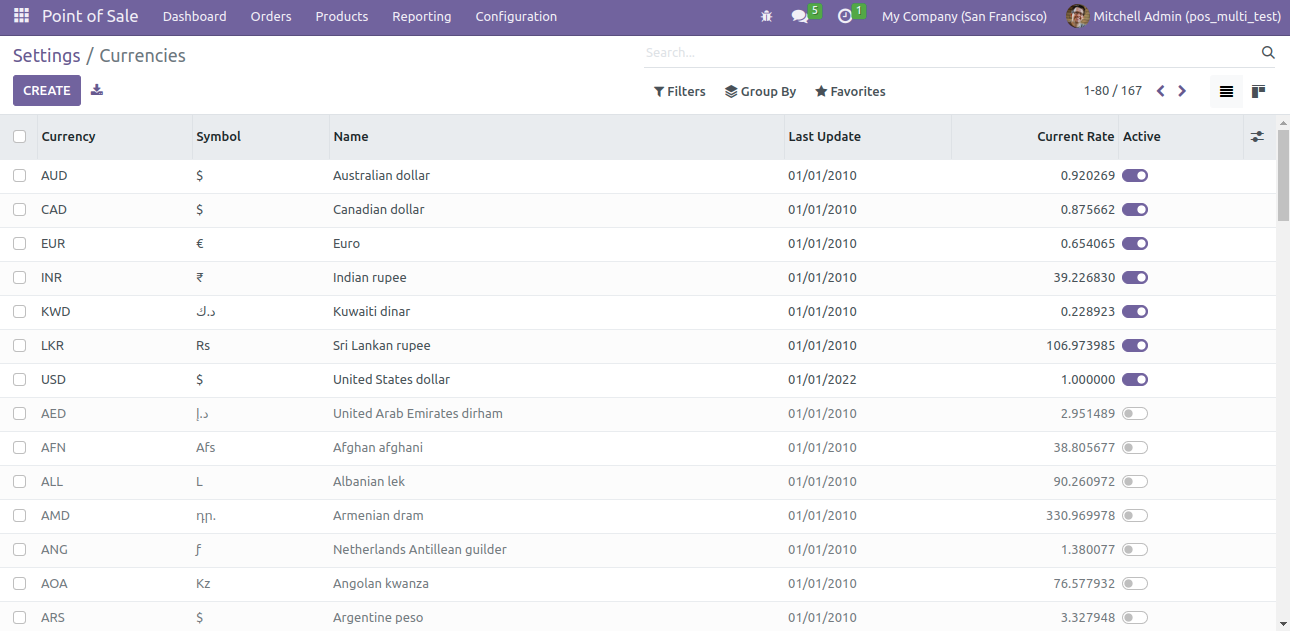 Point of Sale Dashboard Orders Products Reporting Configuration 5 1 My Company (San Francisco) Mitchell Admin (pos_multi_test)
Settings / Currencies Search...
CREATE Filters Group By Favorites 1-80 / 167
Currency Symbol Name Last Update Current Rate Active
AUD $ Australian dollar 01/01/2010 0.920269
CAD $ Canadian dollar 01/01/2010 0.875662
EUR € Euro 01/01/2010 0.654065
INR ₹ Indian rupee 01/01/2010 39.226830
KWD د.ك Kuwaiti dinar 01/01/2010 0.228923
LKR Rs Sri Lankan rupee 01/01/2010 106.973985
USD $ United States dollar 01/01/2022 1.000000
AED د.إ United Arab Emirates dirham 01/01/2010 2.951489
AFN Afs Afghan afghani 01/01/2010 38.805677
ALL L Albanian lek 01/01/2010 90.260972
AMD դր. Armenian dram 01/01/2010 330.969978
ANG ƒ Netherlands Antillean guilder 01/01/2010 1.380077
AOA Kz Angolan kwanza 01/01/2010 76.577932
ARS $ Argentine peso 01/01/2010 3.327948